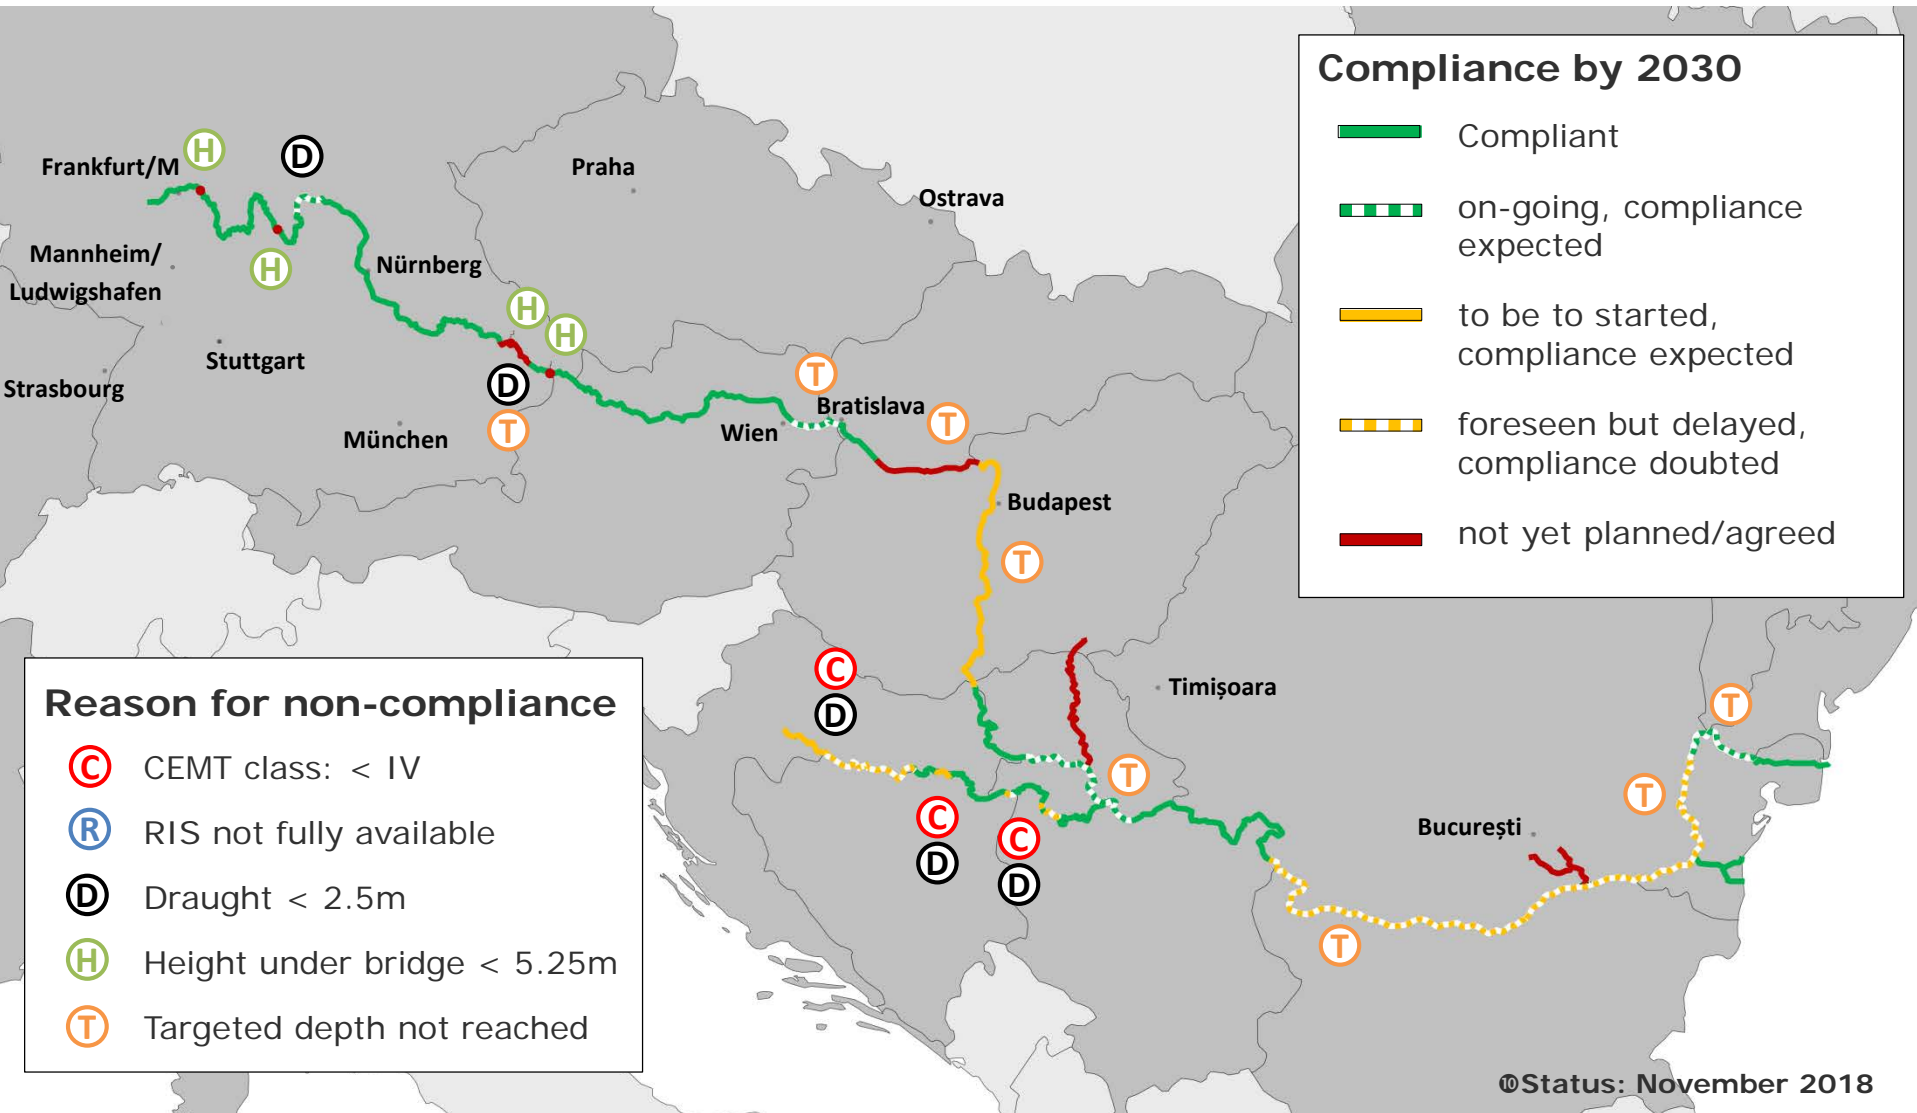 Compliance by 2030
Compliant
on-going, compliance
expected
to be to started,
compliance expected
foreseen but delayed,
compliance doubted
not yet planned/agreed
H
D
Frankfurt/M
Praha
Ostrava
Mannheim/
Ludwigshafen
H
Nürnberg
H
H
Stuttgart
Strasbourg
D
T
Bratislava
T
München
T
Wien
Budapest
T
C
D
Timișoara
T
T
T
C
D
C
D
București
T
Reason for non-compliance
C CEMT class: < IV
R RIS not fully available
D Draught < 2.5m
H Height under bridge < 5.25m
T Targeted depth not reached
❿Status: November 2018